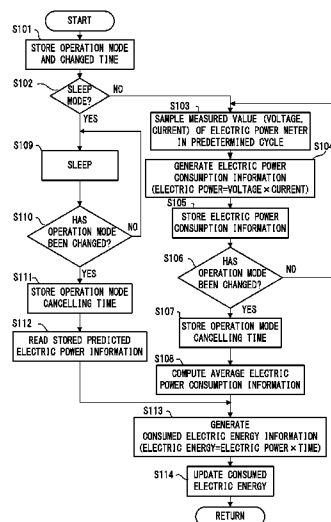 START
S101
STORE OPERATION MODE
AND CHANGED TIME
S102
SLEEP
MODE?
NO
YES
S103
SAMPLE MEASURED VALUE (VOLTAGE,
CURRENT) OF ELECTRIC POWER METER
IN PREDETERMINED CYCLE
S104
GENERATE ELECTRIC POWER
CONSUMPTION INFORMATION
(ELECTRIC POWER=VOLTAGE×CURRENT)
S105
STORE ELECTRIC POWER
CONSUMPTION INFORMATION
S106
HAS
OPERATION MODE
BEEN CHANGED?
NO
YES
S107
STORE OPERATION MODE
CANCELLING TIME
S108
COMPUTE AVERAGE ELECTRIC
POWER CONSUMPTION INFORMATION
S109
SLEEP
S110
HAS
OPERATION MODE
BEEN CHANGED?
NO
YES
S111
STORE OPERATION MODE
CANCELLING TIME
S112
READ STORED PREDICTED
ELECTRIC POWER INFORMATION
S113
GENERATE
CONSUMED ELECTRIC ENERGY INFORMATION
(ELECTRIC ENERGY=ELECTRIC POWER×TIME)
S114
UPDATE CONSUMED
ELECTRIC ENERGY
RETURN